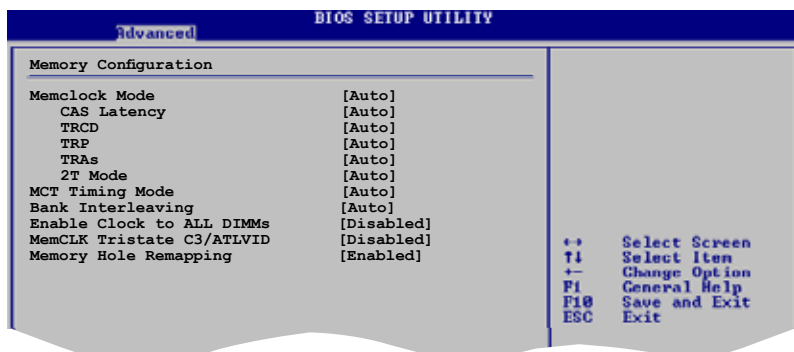 BIOS SETUP UTILITY
Advanced
Memory Configuration
Memclock Mode [Auto]
CAS Latency [Auto]
TRCD [Auto]
TRP [Auto]
TRAs [Auto]
2T Mode [Auto]
MCT Timing Mode [Auto]
Bank Interleaving [Auto]
Enable Clock to ALL DIMMs [Disabled]
MemCLK Tristate C3/ATLVID [Disabled]
Memory Hole Remapping [Enabled]
↔ Select Screen
↑↓ Select Item
+- Change Option
F1 General Help
F10 Save and Exit
ESC Exit